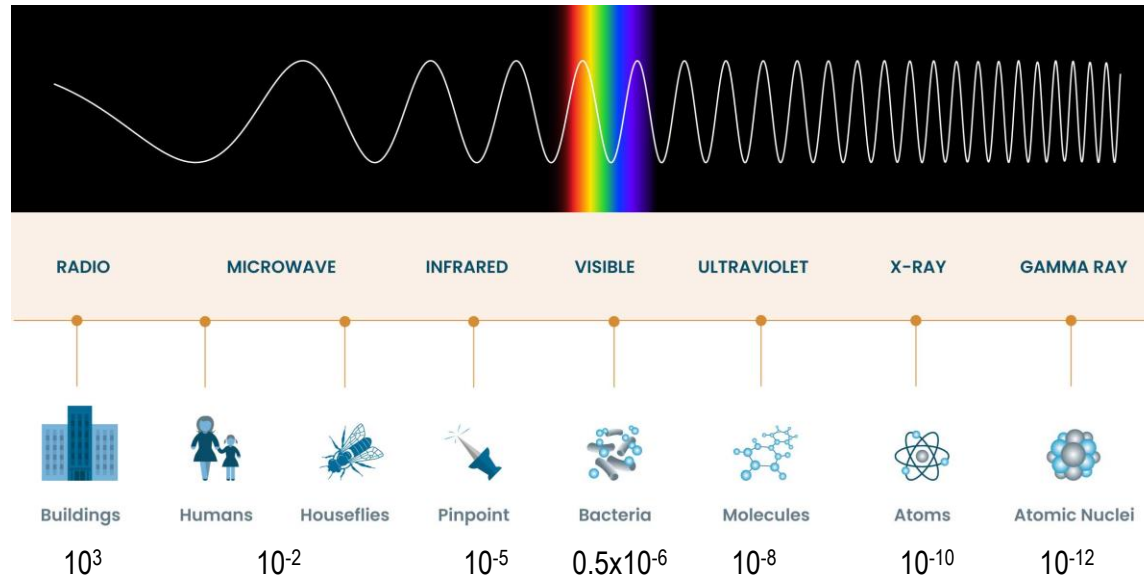 RADIO MICROWAVE INFRARED VISIBLE ULTRAVIOLET X-RAY GAMMA RAY
Buildings Humans Houseflies Pinpoint Bacteria Molecules Atoms Atomic Nuclei
10³ 10⁻² 10⁻⁵ 0.5x10⁻⁶ 10⁻⁸ 10⁻¹⁰ 10⁻¹²